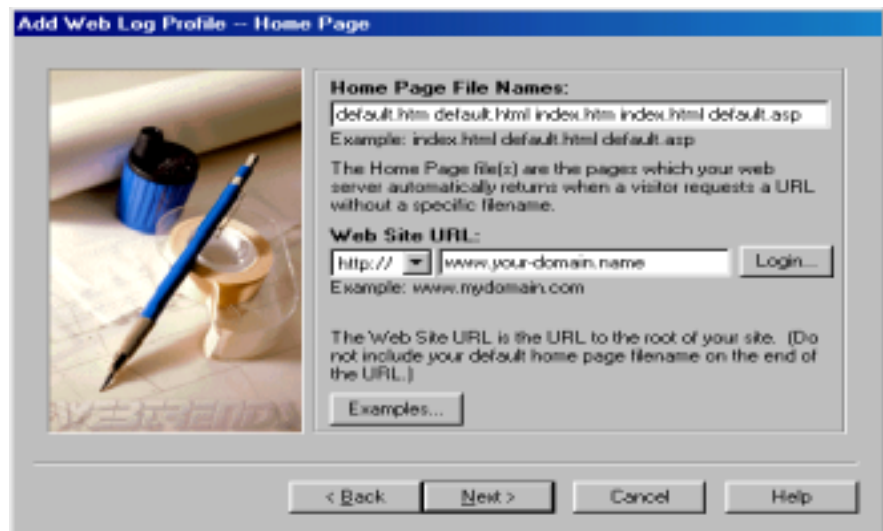 Add Web Log Profile -- Home Page
Home Page File Names:
default.htm default.html index.htm index.html default.asp
Example: index.html default.html default.asp
The Home Page file(s) are the pages which your web
server automatically returns when a visitor requests a URL
without a specific filename.
Web Site URL:
http:// www.your-domain.name Login...
Example: www.mydomain.com
The Web Site URL is the URL to the root of your site. (Do
not include your default home page filename on the end of
the URL.)
Examples...
WEBTRENDS
< Back Next > Cancel Help